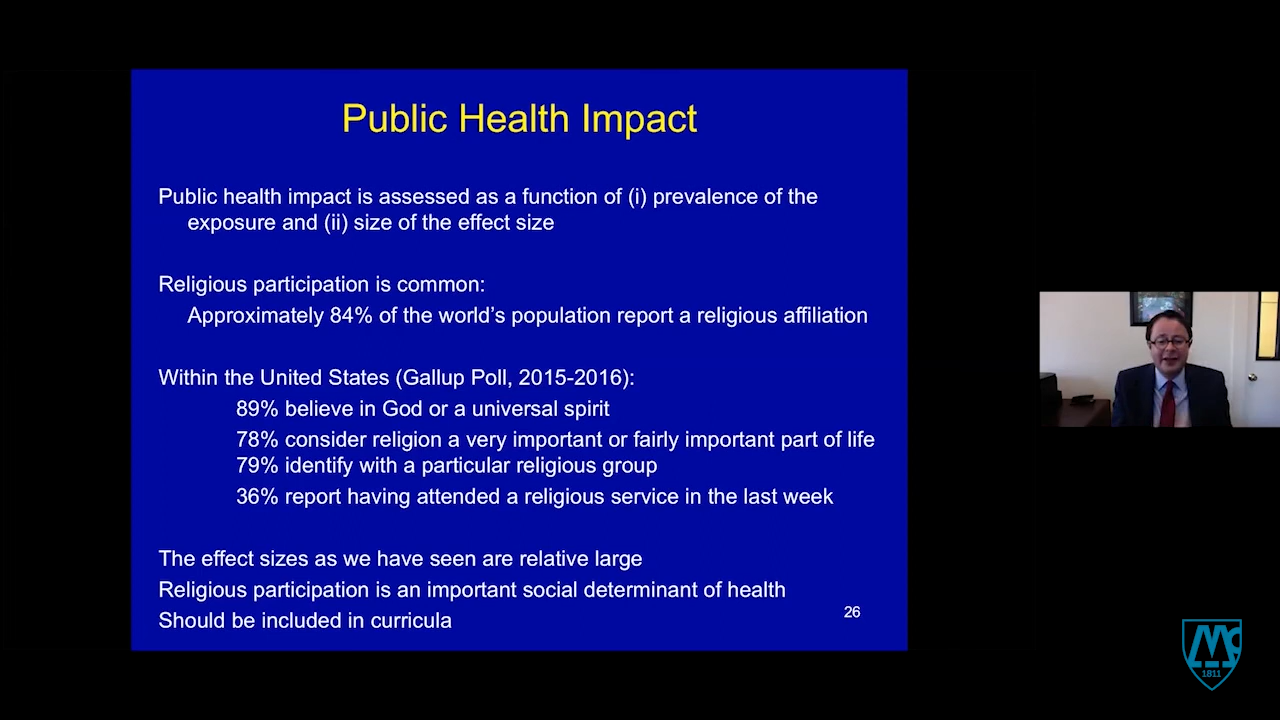 Public Health Impact
Public health impact is assessed as a function of (i) prevalence of the
exposure and (ii) size of the effect size
Religious participation is common:
Approximately 84% of the world’s population report a religious affiliation
Within the United States (Gallup Poll, 2015-2016):
89% believe in God or a universal spirit
78% consider religion a very important or fairly important part of life
79% identify with a particular religious group
36% report having attended a religious service in the last week
The effect sizes as we have seen are relative large
Religious participation is an important social determinant of health
Should be included in curricula
26
1811